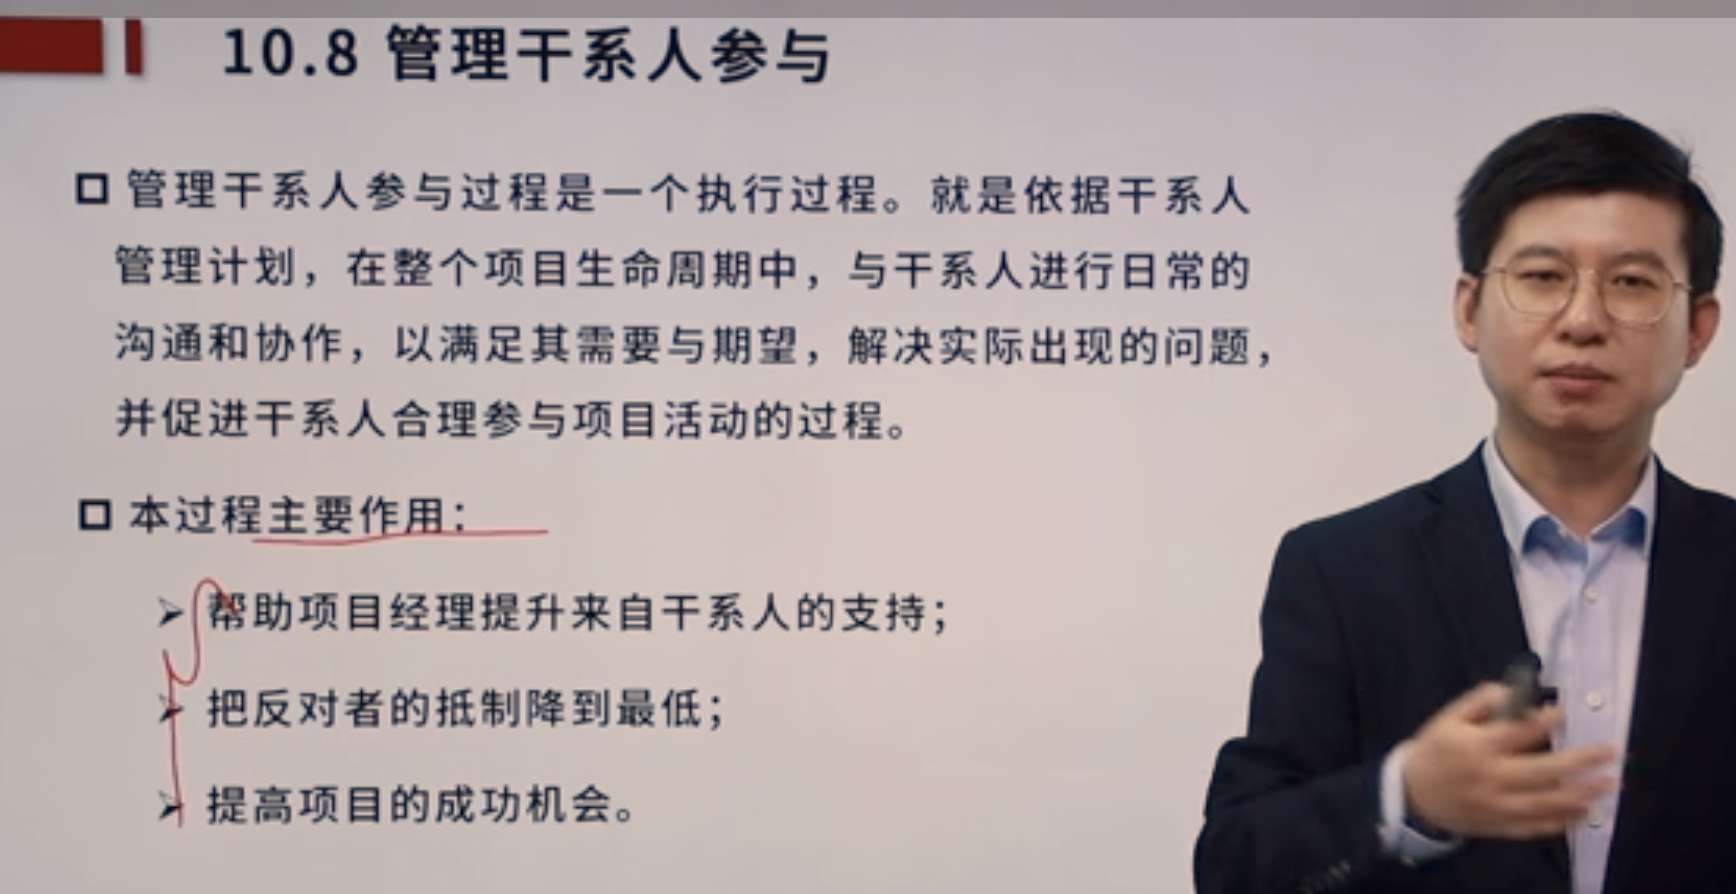 10.8 管理干系人参与
管理干系人参与过程是一个执行过程。就是依据干系人
管理计划，在整个项目生命周期中，与干系人进行日常的
沟通和协作，以满足其需要与期望，解决实际出现的问题，
并促进干系人合理参与项目活动的过程。
本过程主要作用：
帮助项目经理提升来自干系人的支持；
把反对者的抵制降到最低；
提高项目的成功机会。